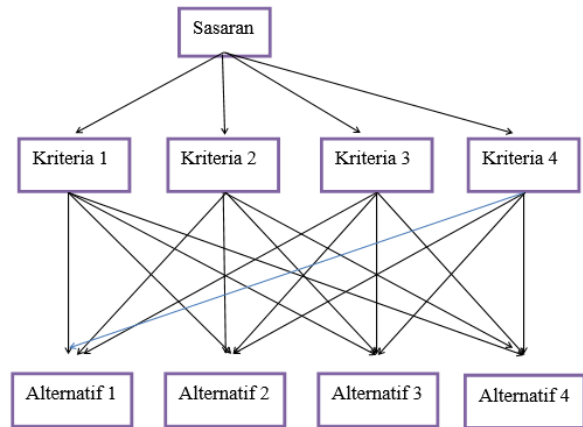 Sasaran
Kriteria 1 Kriteria 2 Kriteria 3 Kriteria 4
Alternatif 1 Alternatif 2 Alternatif 3 Alternatif 4